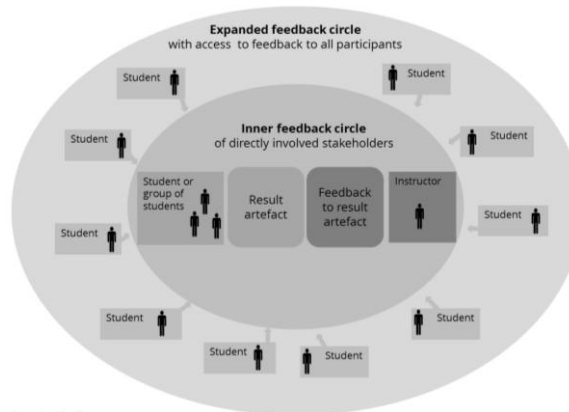 Expanded feedback circle
with access to feedback to all participants
Student
Student
Inner feedback circle
of directly involved stakeholders
Student
Student
Student or
group of
students
Result
artefact
Feedback
to result
artefact
Instructor
Student
Student
Student
Student
Student
Student